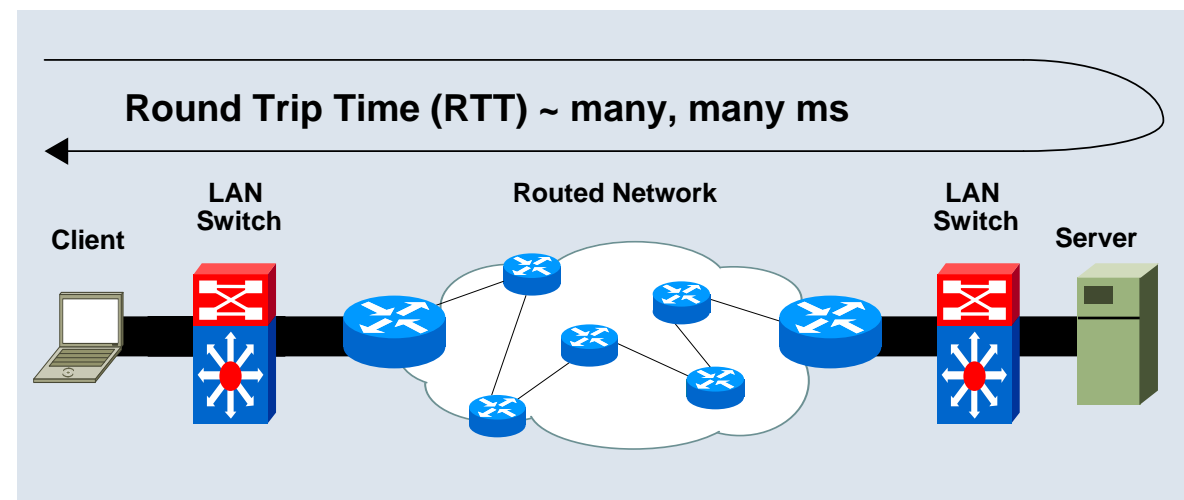 Round Trip Time (RTT) ~ many, many ms
LAN
Switch
Routed Network
LAN
Switch
Client
Server